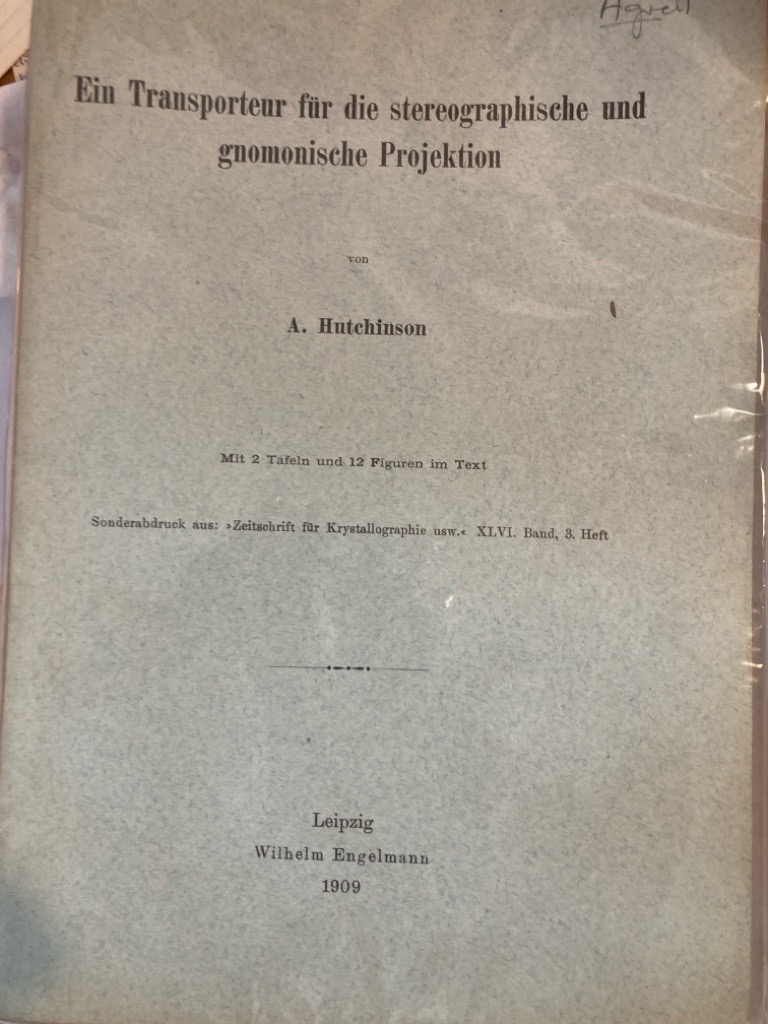 Agrell
Ein Transporteur für die stereographische und
gnomonische Projektion
von
A. Hutchinson
Mit 2 Tafeln und 12 Figuren im Text
Sonderabdruck aus: »Zeitschrift für Krystallographie usw.« XLVI. Band, 3. Heft
Leipzig
Wilhelm Engelmann
1909